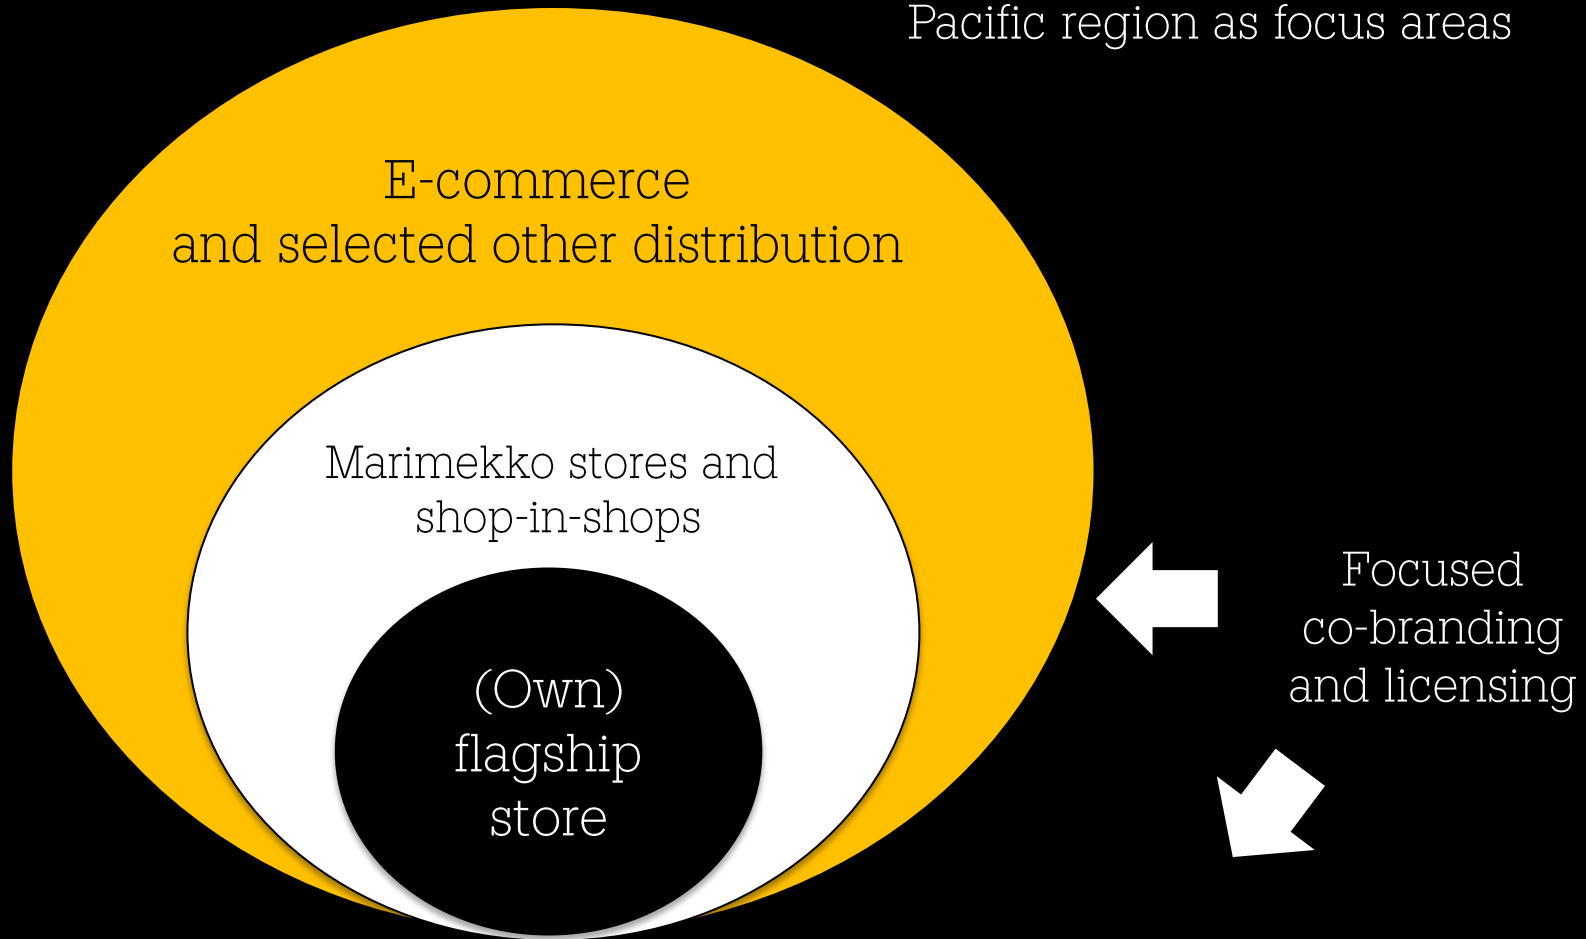 Pacific region as focus areas
E-commerce
and selected other distribution
Marimekko stores and
shop-in-shops
(Own)
flagship
store
Focused
co-branding
and licensing